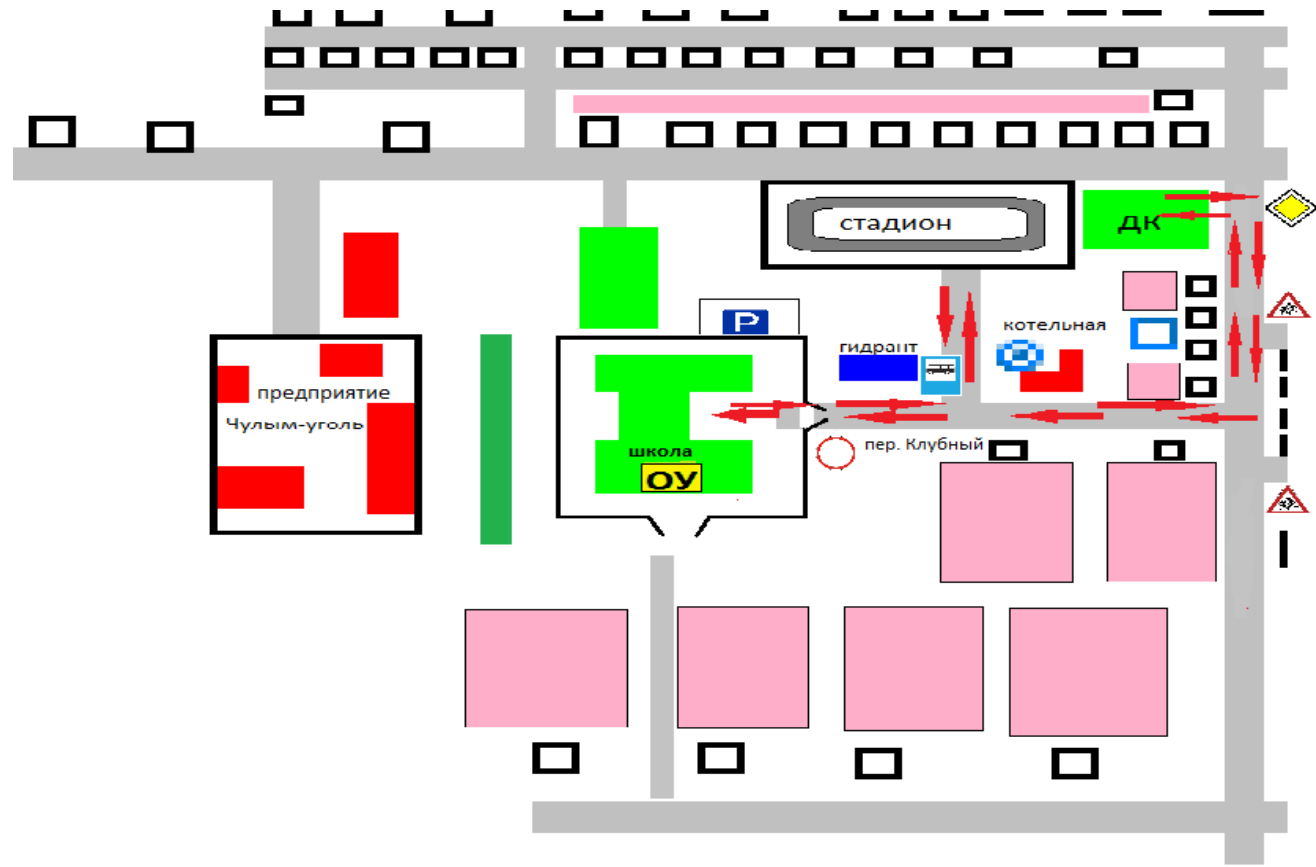 стадион
ДК
P
котельная
гидрант
предприятие
Чулым-уголь
пер. Клубный
школа
ОУ